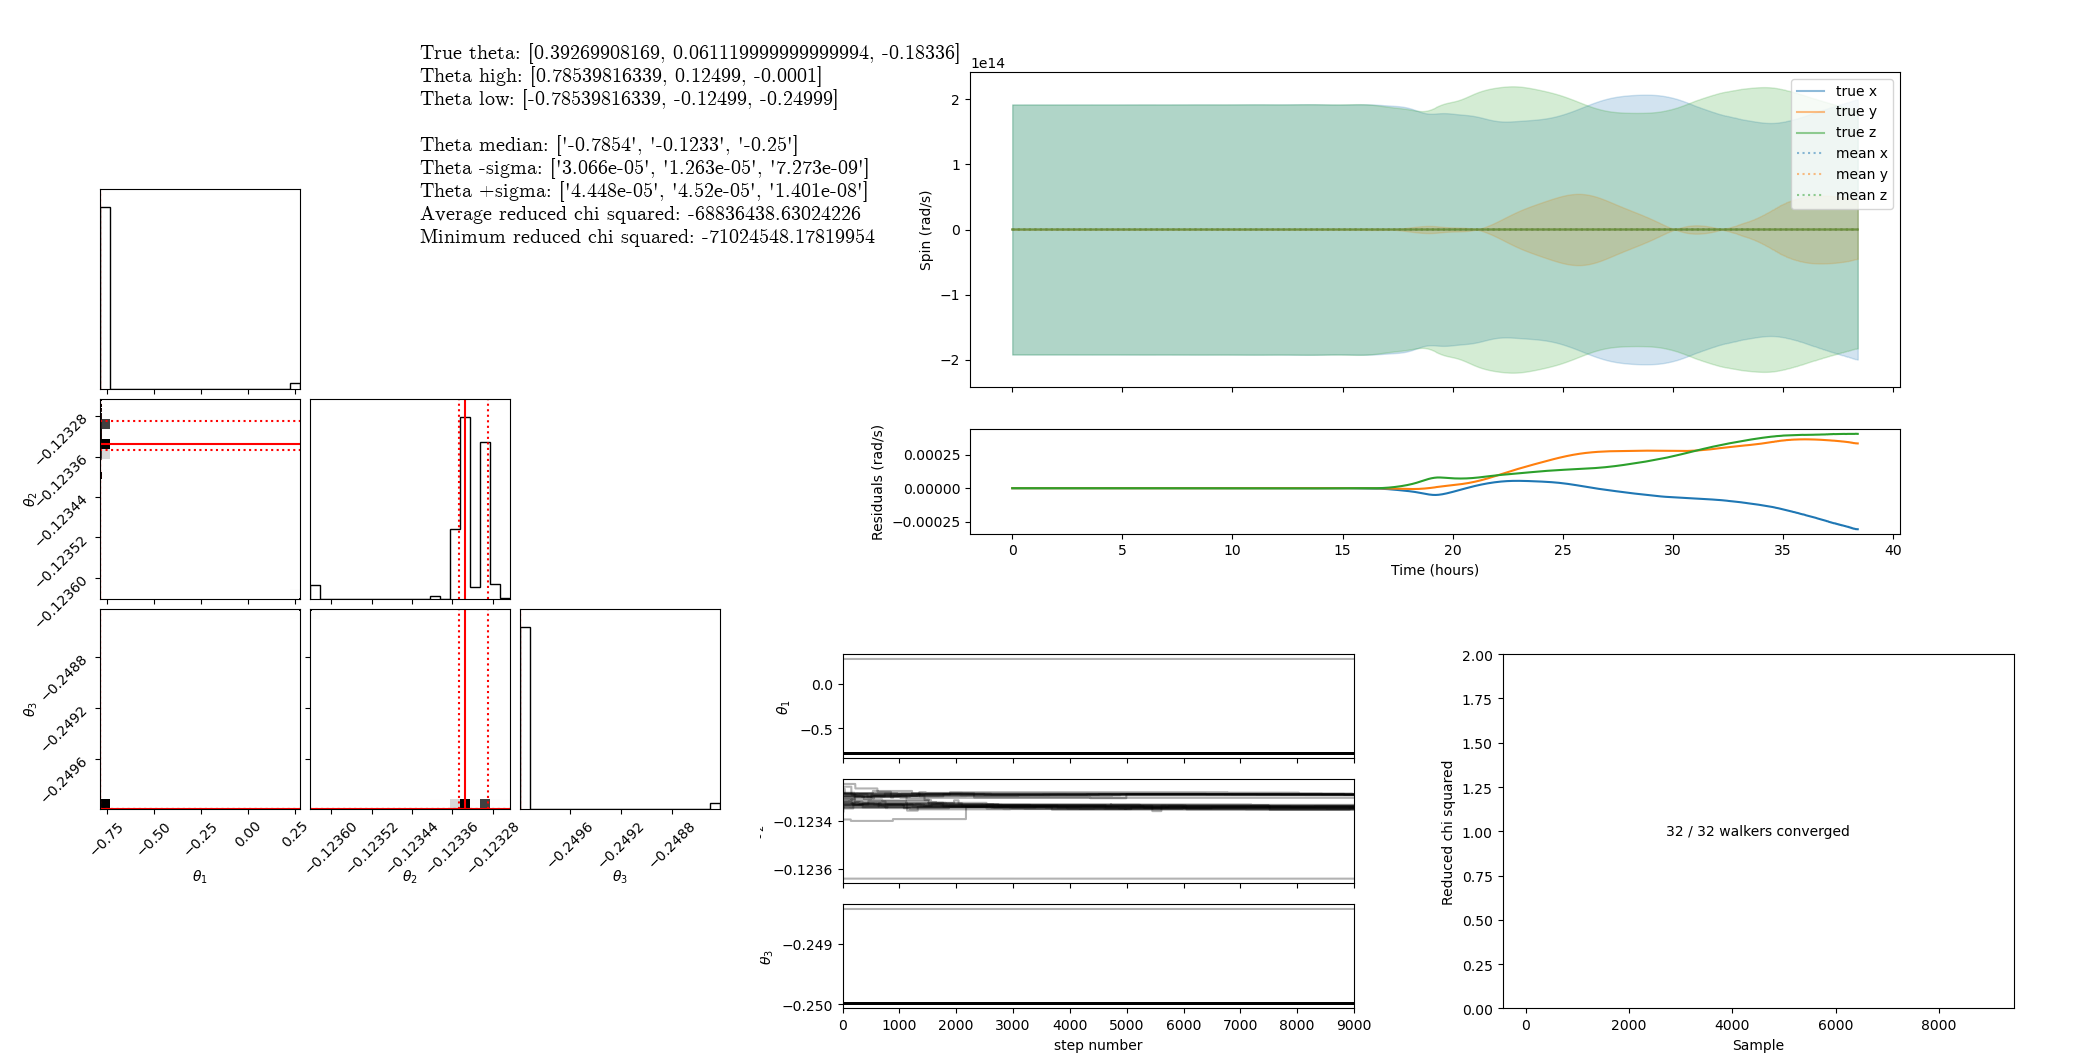 True theta: [0.39269908169, 0.061119999999999994, -0.18336]
Theta high: [0.78539816339, 0.12499, -0.0001]
Theta low: [-0.78539816339, -0.12499, -0.24999]
Theta median: ['-0.7854', '-0.1233', '-0.25']
Theta -sigma: ['3.066e-05', '1.263e-05', '7.273e-09']
Theta +sigma: ['4.448e-05', '4.52e-05', '1.401e-08']
Average reduced chi squared: -68836438.63024226
Minimum reduced chi squared: -71024548.17819954
1e14
2
1
0
−1
−2
Spin (rad/s)
true x
true y
true z
mean x
mean y
mean z
0.00025
0.00000
−0.00025
Residuals (rad/s)
0 5 10 15 20 25 30 35 40
Time (hours)
−0.12328
−0.12336
−0.12344
−0.12352
−0.12360
θ2
−0.2488
−0.2492
−0.2496
θ3
−0.75 −0.50 −0.25 0.00 0.25
θ1
−0.12360 −0.12352 −0.12344 −0.12336 −0.12328
θ2
−0.2496 −0.2492 −0.2488
θ3
0.0
−0.5
θ1
−0.1234
−0.1236
−0.249
−0.250
θ3
0 1000 2000 3000 4000 5000 6000 7000 8000 9000
step number
2.00
1.75
1.50
1.25
1.00
0.75
0.50
0.25
0.00
Reduced chi squared
32 / 32 walkers converged
0 2000 4000 6000 8000
Sample